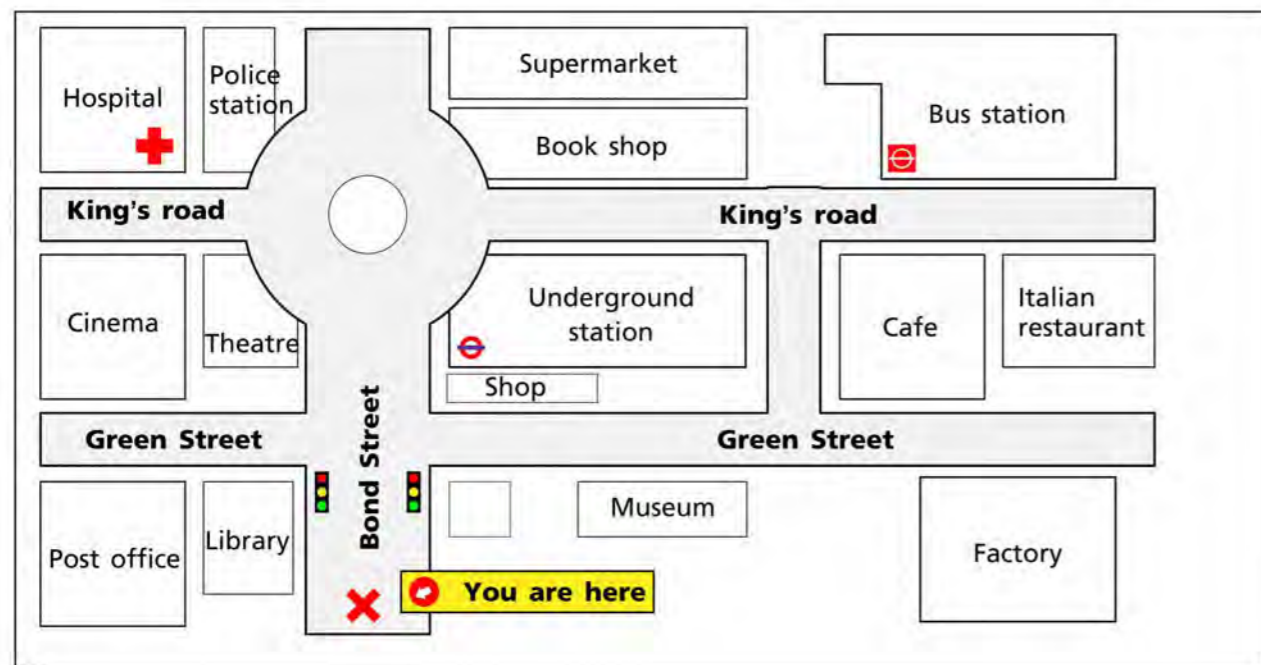 Hospital
Police
station
Supermarket
Book shop
Bus station
King's road
King's road
Cinema
Theatre
Underground
station
Shop
Cafe
Italian
restaurant
Green Street
Bond Street
Green Street
Post office
Library
Museum
Factory
You are here